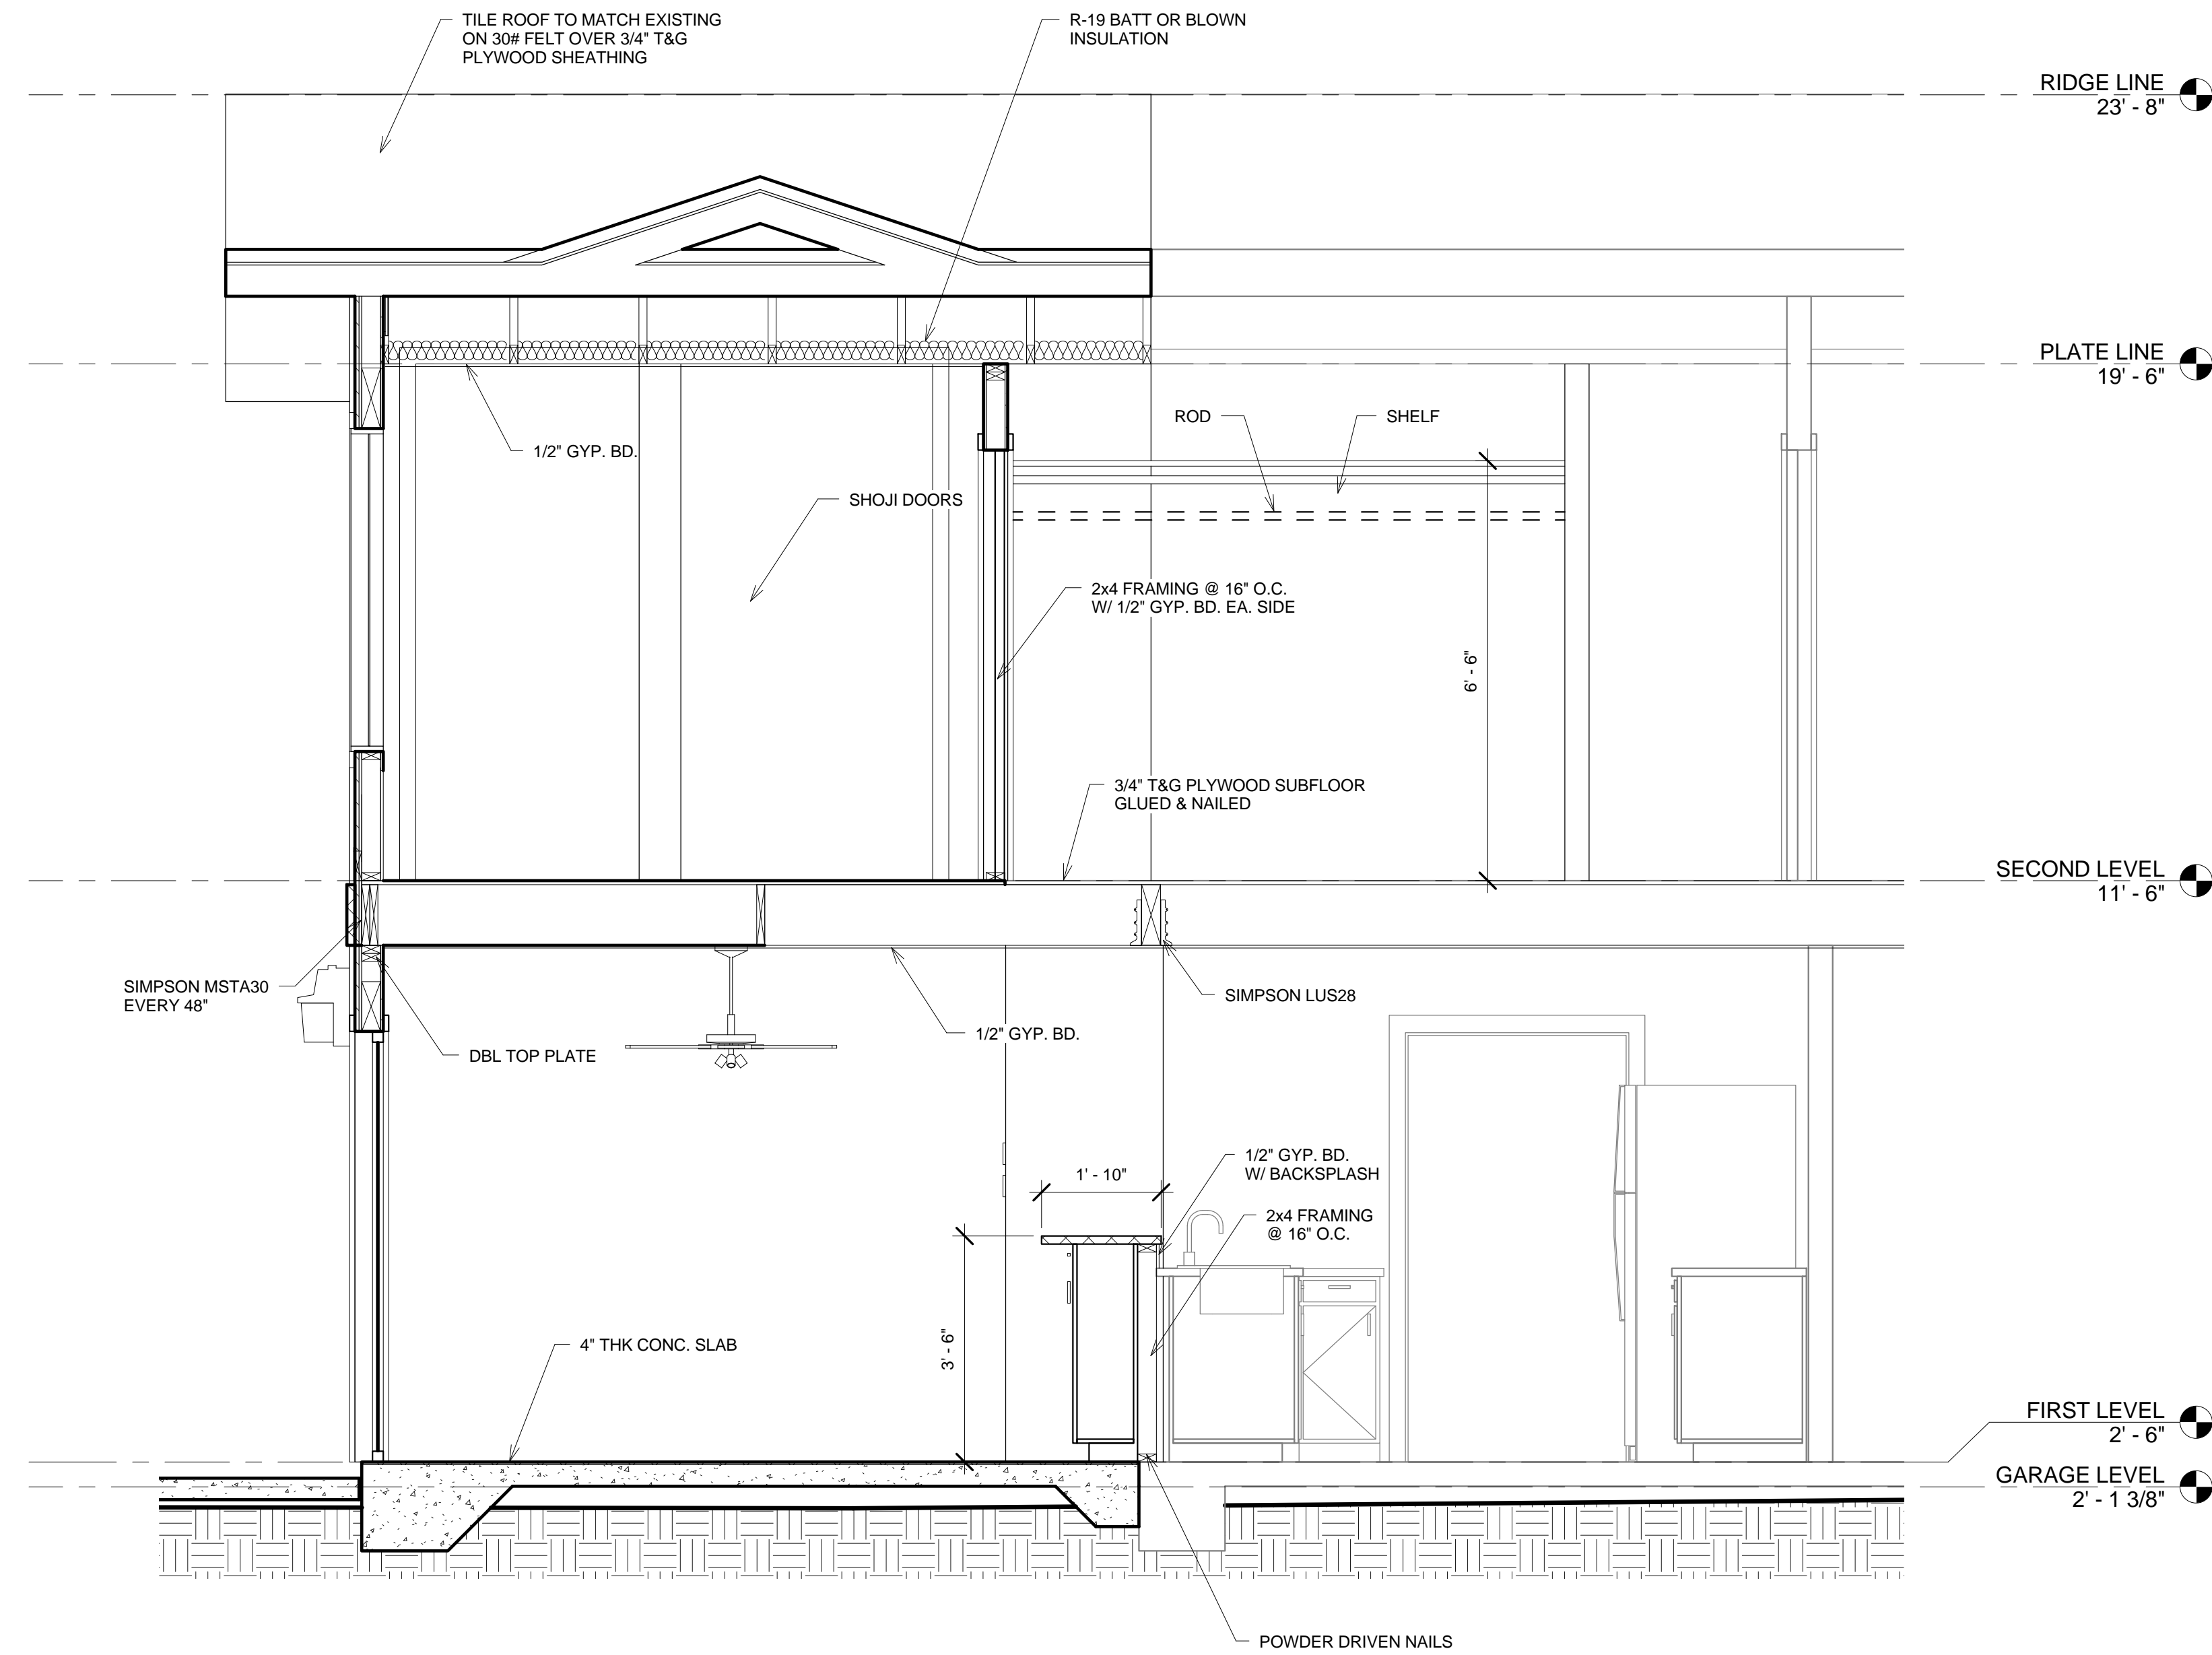 TILE ROOF TO MATCH EXISTING
ON 30# FELT OVER 3/4" T&G
PLYWOOD SHEATHING
R-19 BATT OR BLOWN
INSULATION
RIDGE LINE
23' - 8"
PLATE LINE
19' - 6"
ROD
SHELF
1/2" GYP. BD.
SHOJI DOORS
2x4 FRAMING @ 16" O.C.
W/ 1/2" GYP. BD. EA. SIDE
6' - 6"
3/4" T&G PLYWOOD SUBFLOOR
GLUED & NAILED
SECOND LEVEL
11' - 6"
SIMPSON MSTA30
EVERY 48"
SIMPSON LUS28
1/2" GYP. BD.
DBL TOP PLATE
1/2" GYP. BD.
W/ BACKSPLASH
1' - 10"
2x4 FRAMING
@ 16" O.C.
3' - 6"
4" THK CONC. SLAB
FIRST LEVEL
2' - 6"
GARAGE LEVEL
2' - 1 3/8"
POWDER DRIVEN NAILS